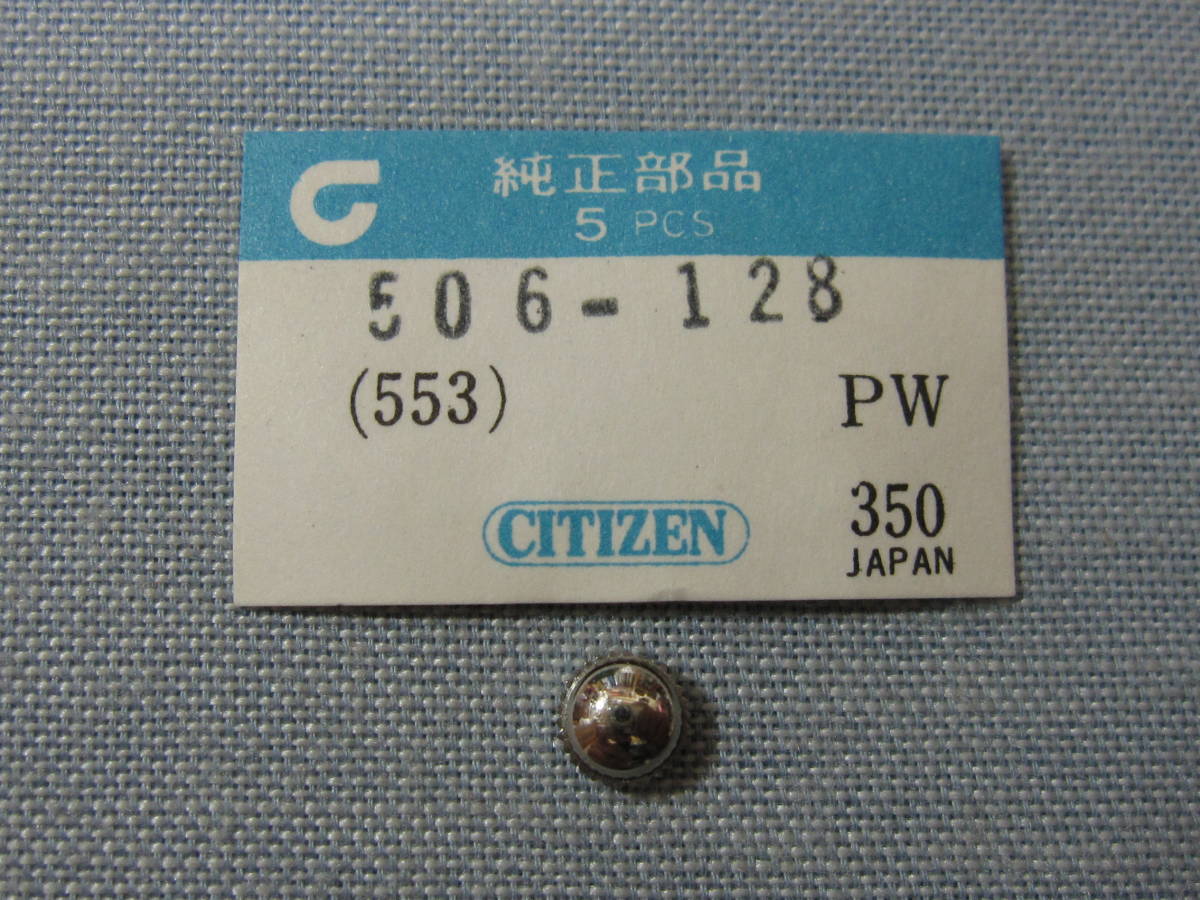 純正部品
5 PCS
506-128
(553) PW
350
CITIZEN
JAPAN